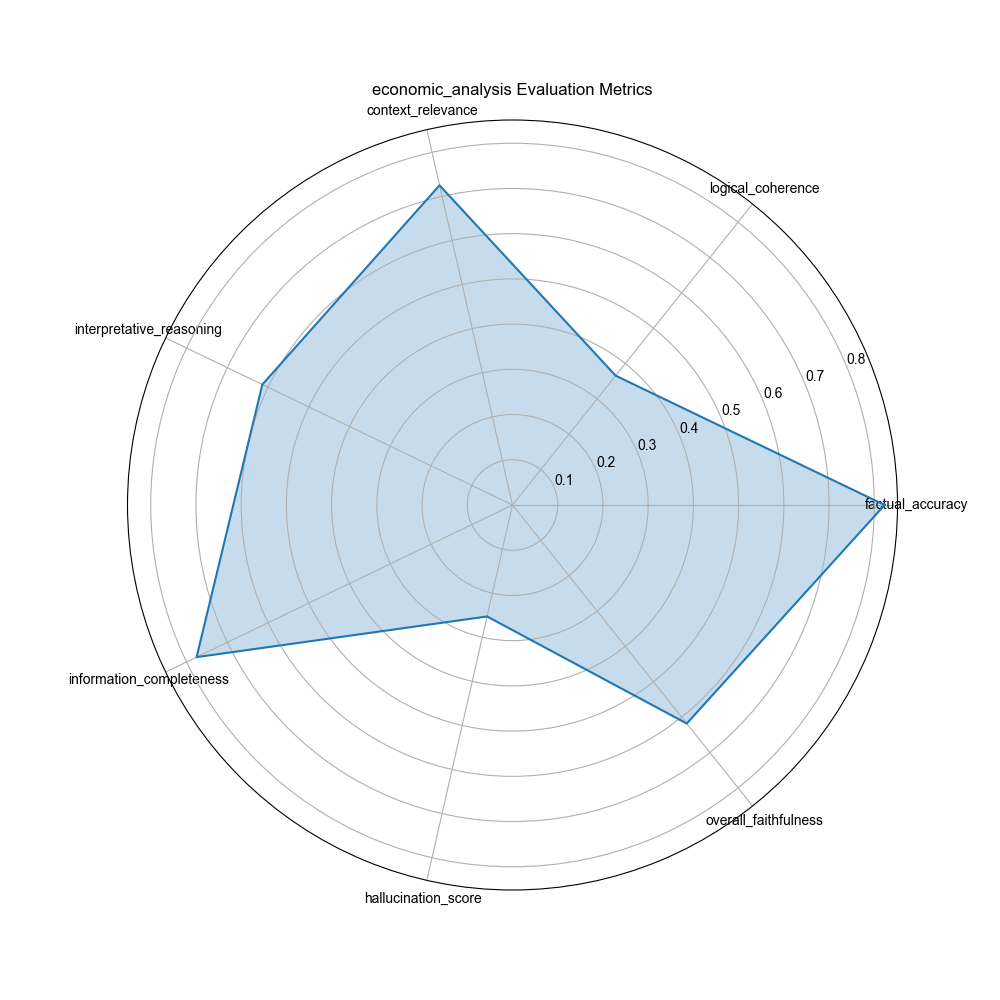 economic_analysis Evaluation Metrics
context_relevance
logical_coherence
interpretative_reasoning
0.8
0.7
0.6
0.5
0.4
0.3
0.2
0.1
factual_accuracy
information_completeness
overall_faithfulness
hallucination_score